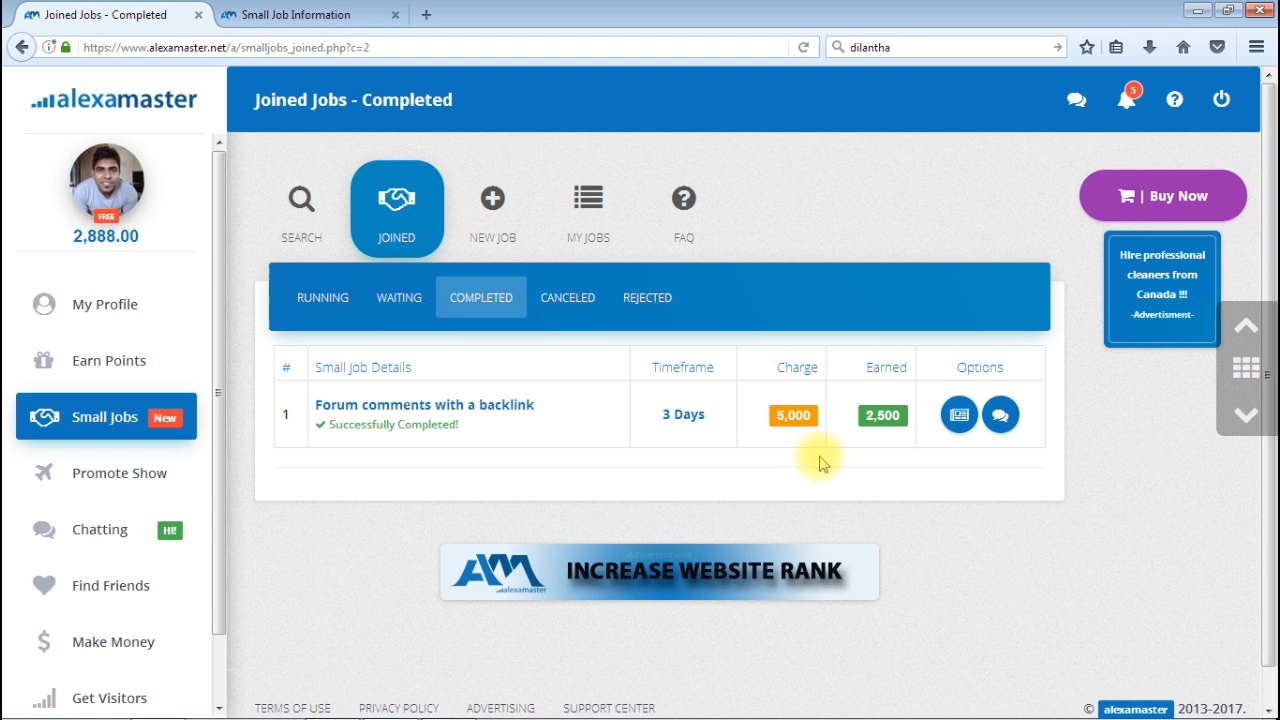 Joined Jobs - Completed
Small Job Information
https://www.alexamaster.net/a/smalljobs_joined.php?c=2
dilantha
alexamaster
FREE
2,888.00
My Profile
Earn Points
Small Jobs New
Promote Show
Chatting HI!
Find Friends
Make Money
Get Visitors
Joined Jobs - Completed
5
SEARCH
JOINED
NEW JOB
MY JOBS
FAQ
| Buy Now
HIre professional
cleaners from
Canada !!!
-Advertisment-
RUNNING
WAITING
COMPLETED
CANCELED
REJECTED
# Small Job Details Timeframe Charge Earned Options
1 Forum comments with a backlink 3 Days 5,000 2,500
Successfully Completed!
Advertisment
AM INCREASE WEBSITE RANK
alexamaster
TERMS OF USE PRIVACY POLICY ADVERTISING SUPPORT CENTER
© alexamaster 2013-2017.